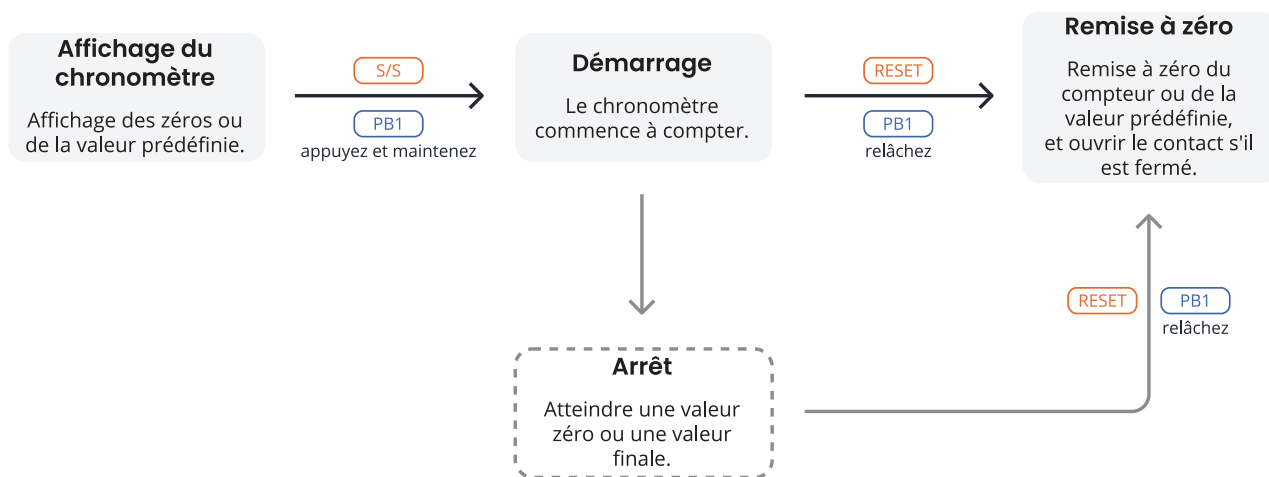 Affichage du
chronomètre
Affichage des zéros ou
de la valeur prédéfinie.
S/S
PB1
appuyez et maintenez
Démarrage
Le chronomètre
commence à compter.
RESET
PB1
relâchez
Remise à zéro
Remise à zéro du
compteur ou de la
valeur prédéfinie,
et ouvrir le contact s'il
est fermé.
RESET
PB1
relâchez
Arrêt
Atteindre une valeur
zéro ou une valeur
finale.